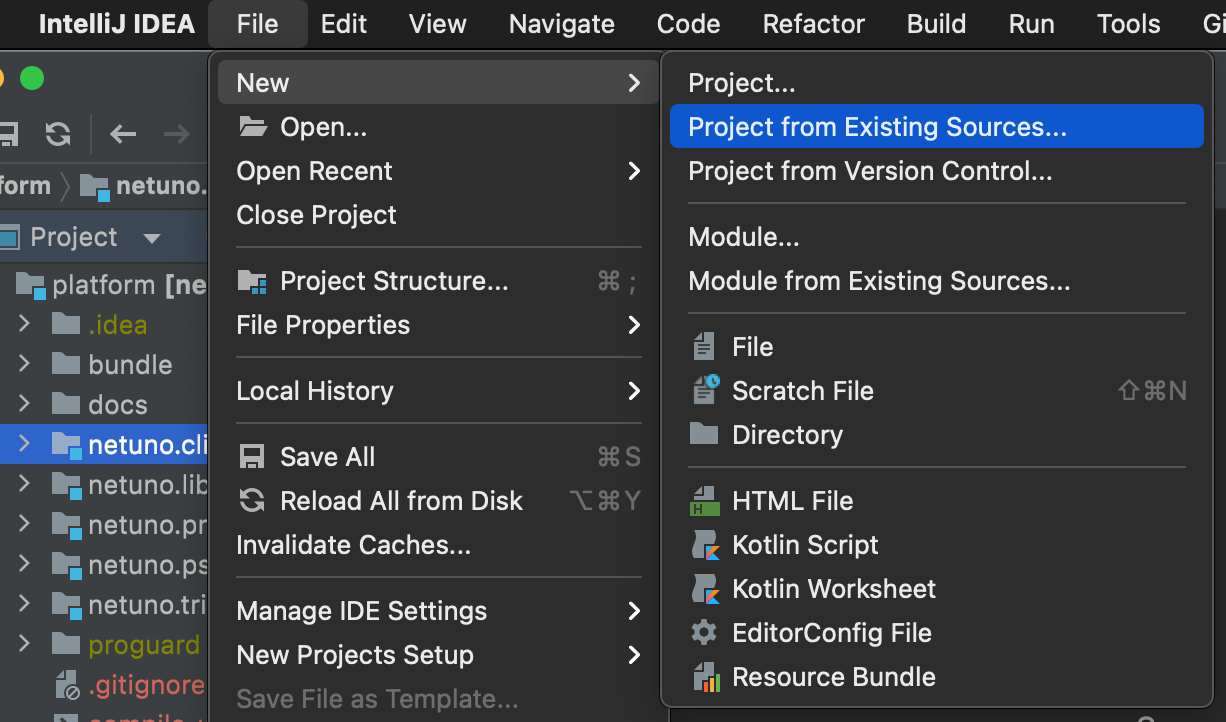 IntelliJ IDEA File Edit View Navigate Code Refactor Build Run Tools
New
Open...
Open Recent
Close Project
Project Structure... ⌘ ;
File Properties
Local History
Save All ⌘ S
Reload All from Disk ⌥⌘ Y
Invalidate Caches...
Manage IDE Settings
New Projects Setup
Save File as Template...
Project...
Project from Existing Sources...
Project from Version Control...
Module...
Module from Existing Sources...
File
Scratch File ⇧⌘N
Directory
HTML File
Kotlin Script
Kotlin Worksheet
EditorConfig File
Resource Bundle
form netuno.
Project
platform [ne
.idea
bundle
docs
netuno.cli
netuno.lib
netuno.pr
netuno.ps
netuno.tri
proguard
.gitignore